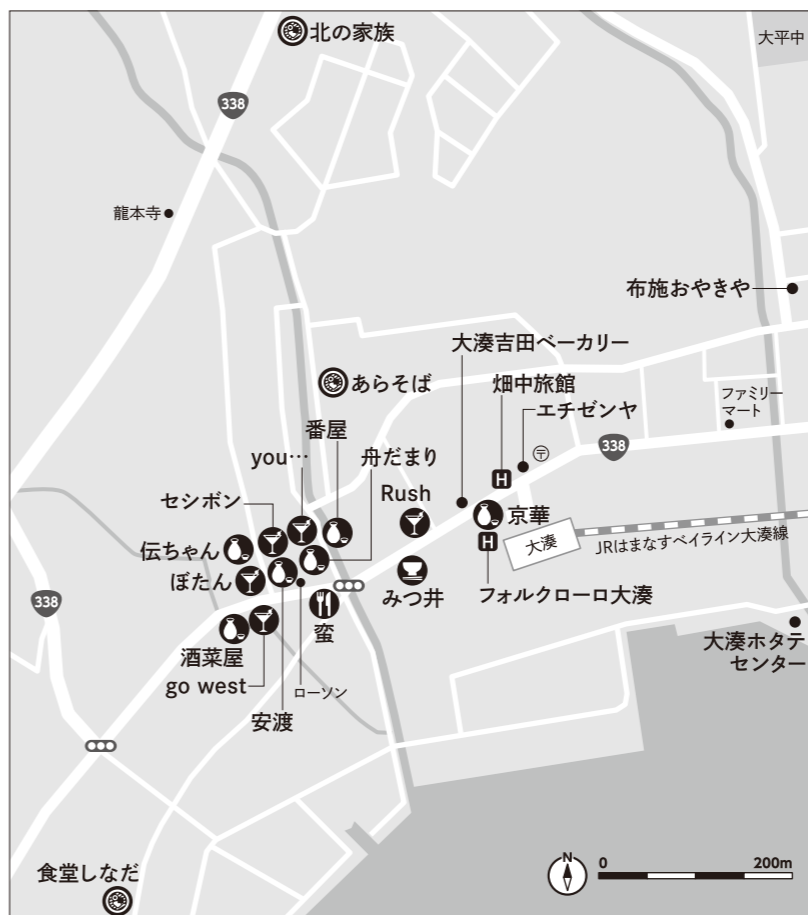 北の家族
大平中
338
龍本寺
布施おやきや
大湊吉田ベーカリー
あらそば
畑中旅館
ファミリー
マート
エチゼンヤ
番屋
〒
338
you…
舟だまり
Rush
セシボン
H
京華
伝ちゃん
大湊
JRはまなすベイライン大湊線
H
ぼたん
みつ井
フォルクローロ大湊
338
蛮
大湊ホタテ
センター
酒菜屋
go west
ローソン
安渡
食堂しなだ
N
0
200m